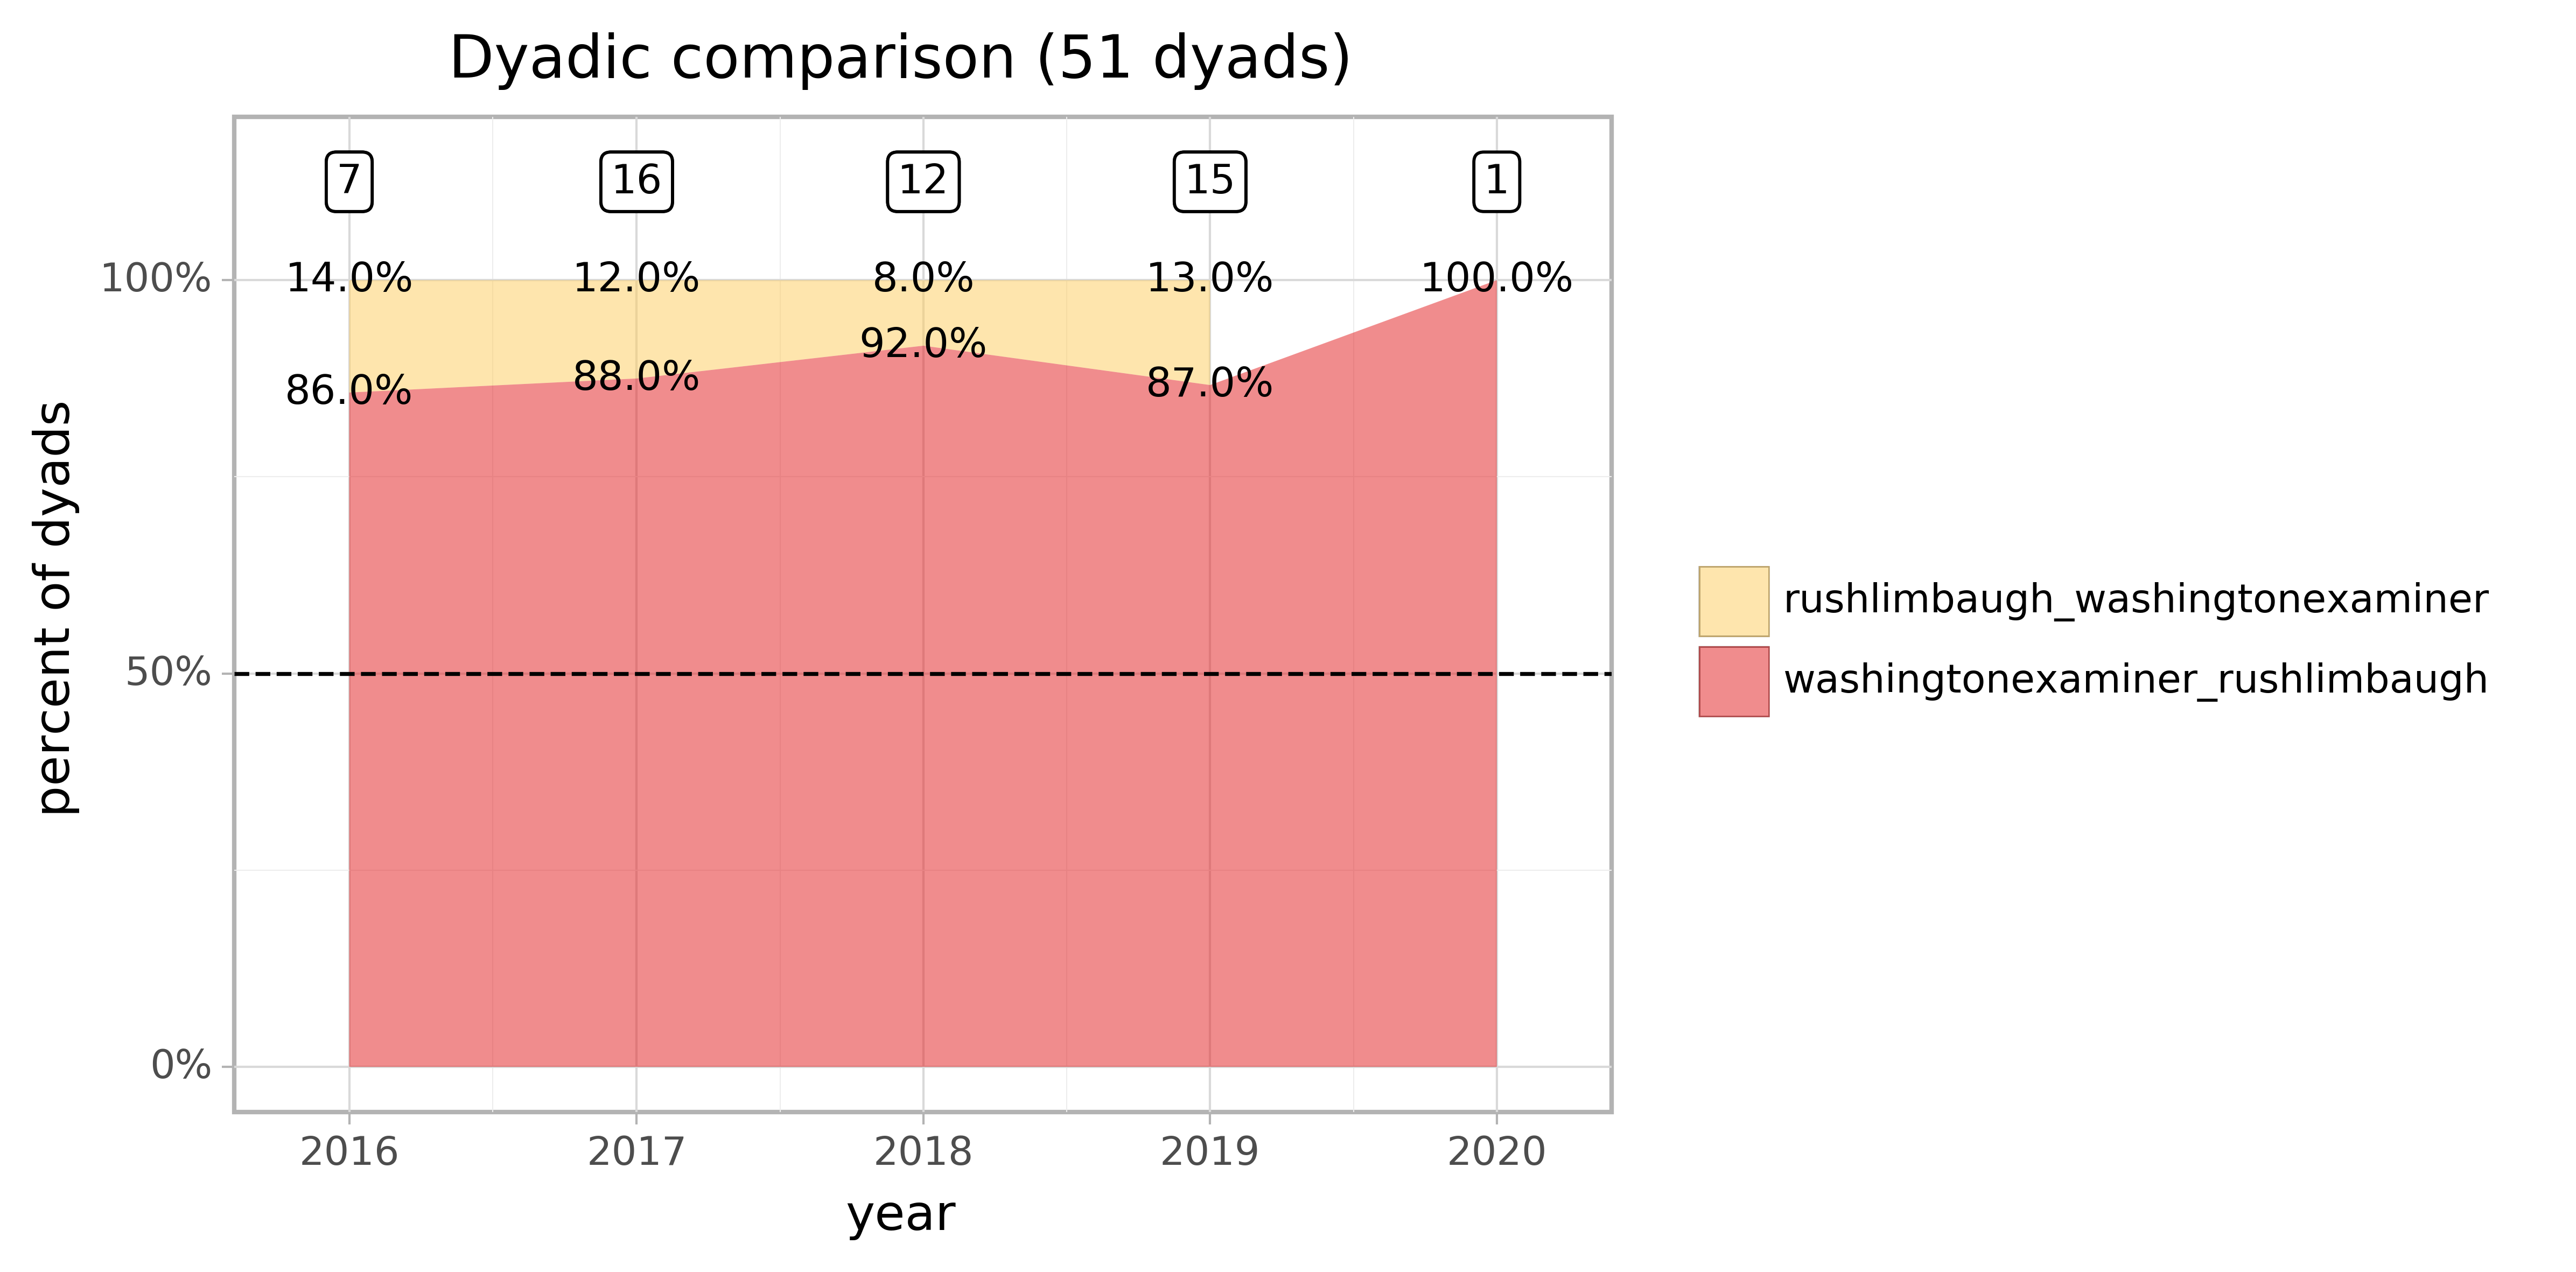 Dyadic comparison (51 dyads)
7 16 12 15 1
100% 14.0% 12.0% 8.0% 13.0% 100.0%
92.0%
86.0% 88.0% 87.0%
50%
0%
2016 2017 2018 2019 2020
year
percent of dyads
rushlimbaugh_washingtonexaminer
washingtonexaminer_rushlimbaugh